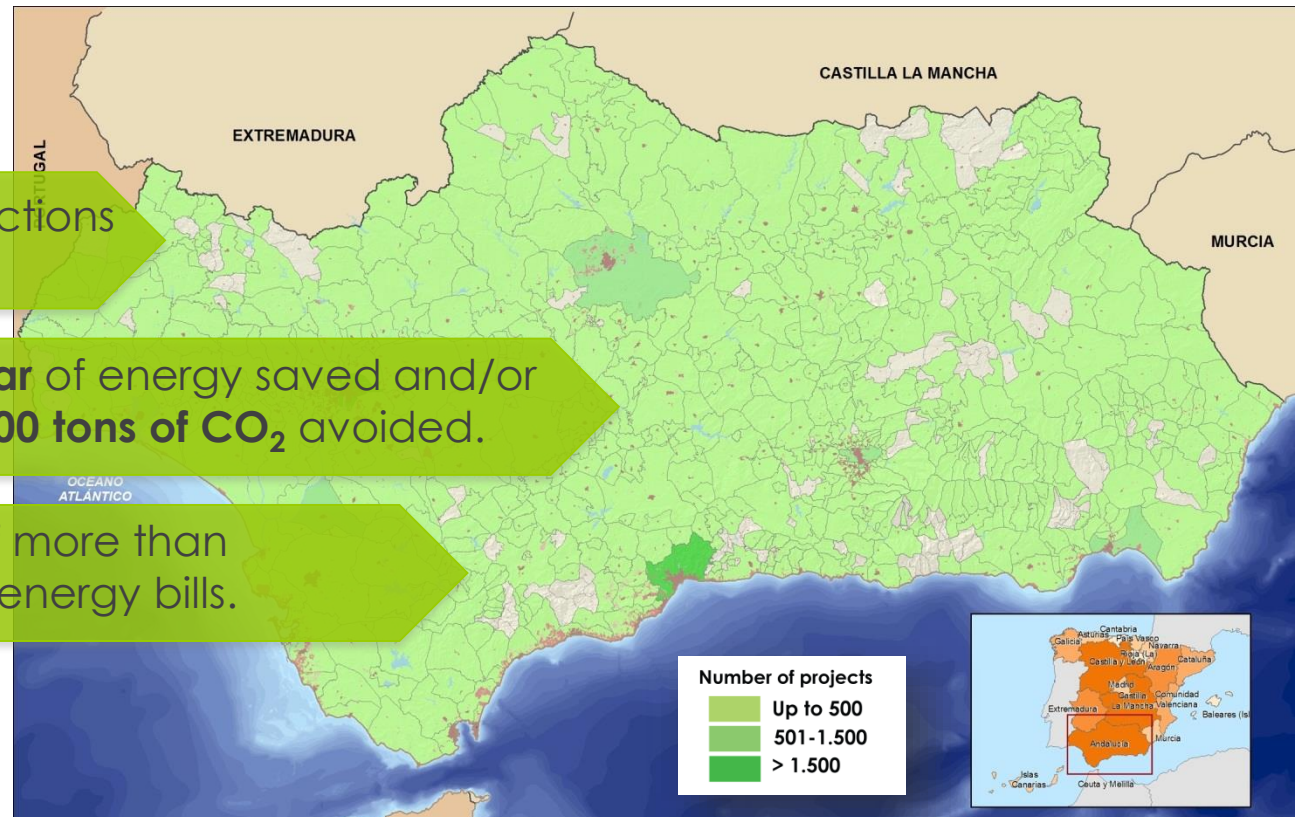 CASTILLA LA MANCHA
EXTREMADURA
PORTUGAL
MURCIA
ctions
ar of energy saved and/or
00 tons of CO₂ avoided.
OCÉANO
ATLÁNTICO
more than
energy bills.
Number of projects
Up to 500
501-1.500
> 1.500
Galicia
Asturias
Cantabria
País Vasco
Navarra
Rioja (La)
Cataluña
Castilla y León
Aragón
Madrid
Castilla
La Mancha
Comunidad
Valenciana
Extremadura
Baleares (Isl
Murcia
Andalucía
Islas
Canarias
Ceuta y Melilla